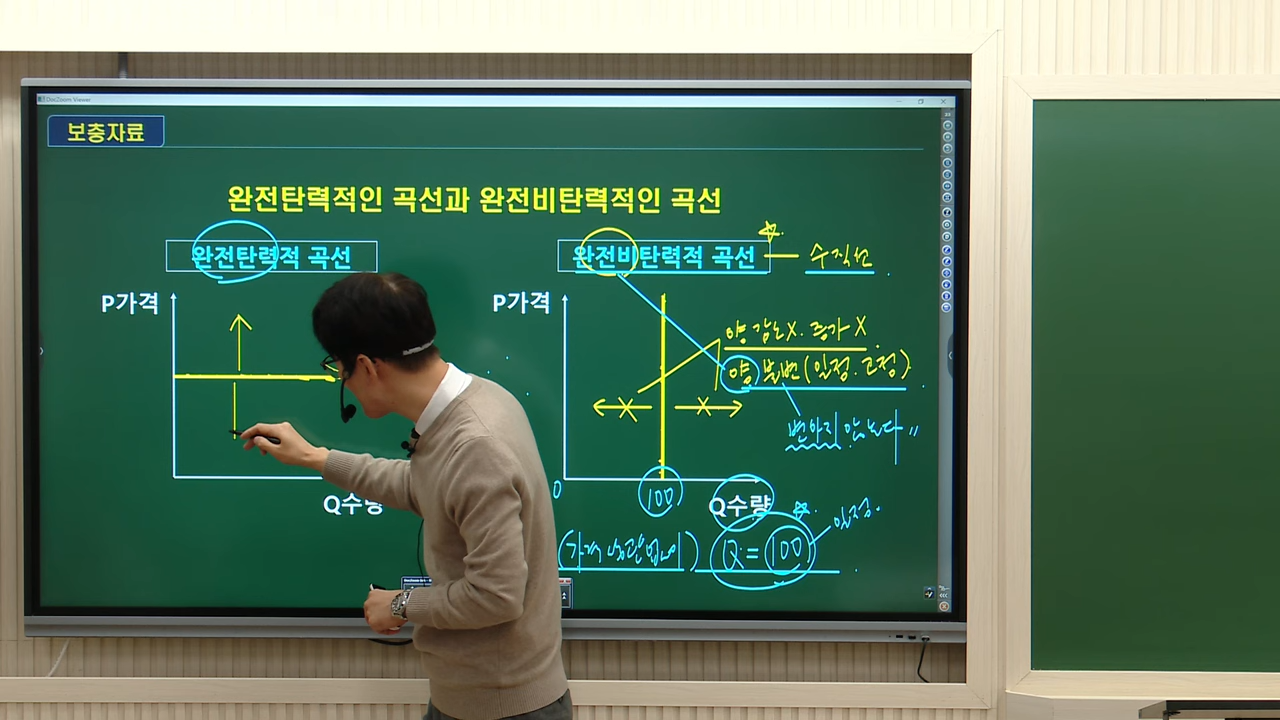 DocZoom Viewer
보충자료
완전탄력적인 곡선과 완전비탄력적인 곡선
완전탄력적 곡선
P가격
Q수량
완전비탄력적 곡선
수직선
P가격
양 감소X. 증가X
양 불변(일정. 고정)
변하지 않는다
0
100
Q수량
일정.
(가격 상관없이) Q=100